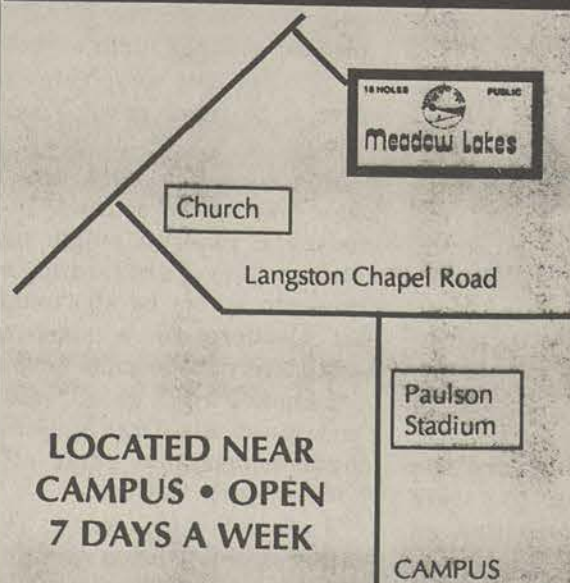 18 HOLES PUBLIC
Meadow Lakes
Church
Langston Chapel Road
Paulson
Stadium
LOCATED NEAR
CAMPUS • OPEN
7 DAYS A WEEK
CAMPUS